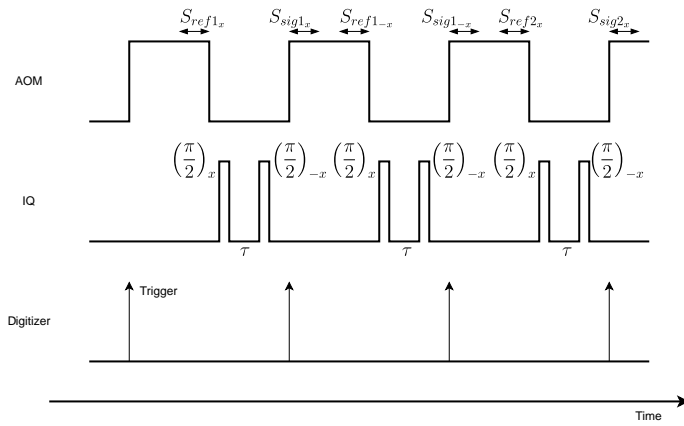 S_{ref1_x} S_{sig1_x} S_{ref1_{-x}} S_{sig1_{-x}} S_{ref2_x} S_{sig2_x}
AOM
(π/2)_x (π/2)_{-x} (π/2)_x (π/2)_{-x} (π/2)_x (π/2)_{-x}
IQ
τ τ τ
Trigger
Digitizer
Time